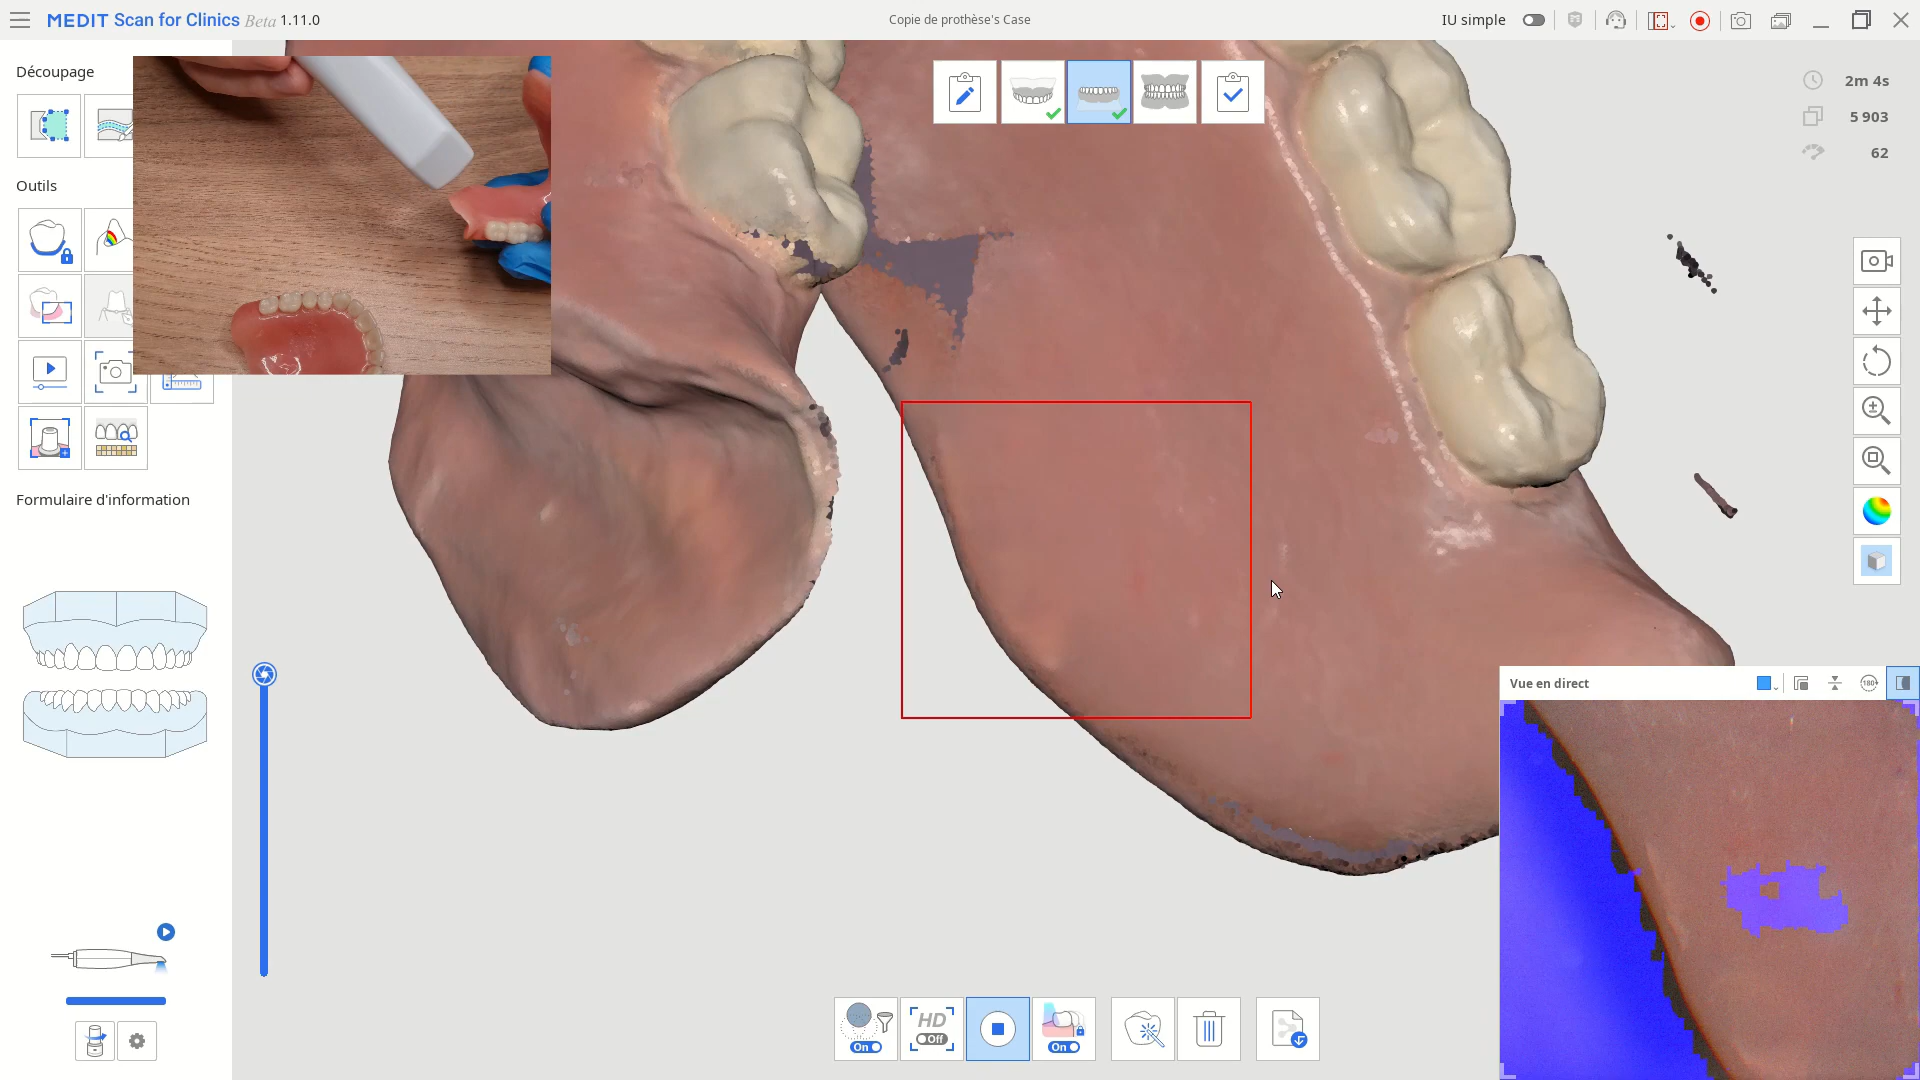 MEDIT Scan for Clinics Beta 1.11.0
Copie de prothèse's Case
IU simple
Découpage
2m 4s
5 903
62
Outils
Formulaire d'information
Vue en direct
180°
On
HD
Off
On